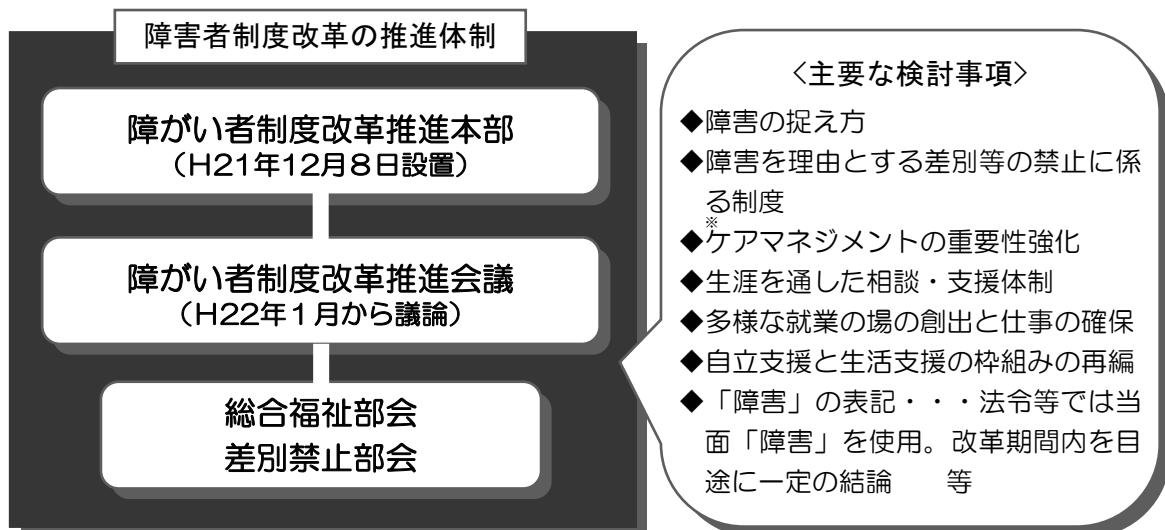 障害者制度改革の推進体制
障がい者制度改革推進本部
（H21年12月8日設置）
障がい者制度改革推進会議
（H22年１月から議論）
総合福祉部会
差別禁止部会
〈主要な検討事項〉
◆障害の捉え方
◆障害を理由とする差別等の禁止に係
る制度
※
◆ケアマネジメントの重要性強化
◆生涯を通した相談・支援体制
◆多様な就業の場の創出と仕事の確保
◆自立支援と生活支援の枠組みの再編
◆「障害」の表記・・・法令等では当
面「障害」を使用。改革期間内を目
途に一定の結論　　等